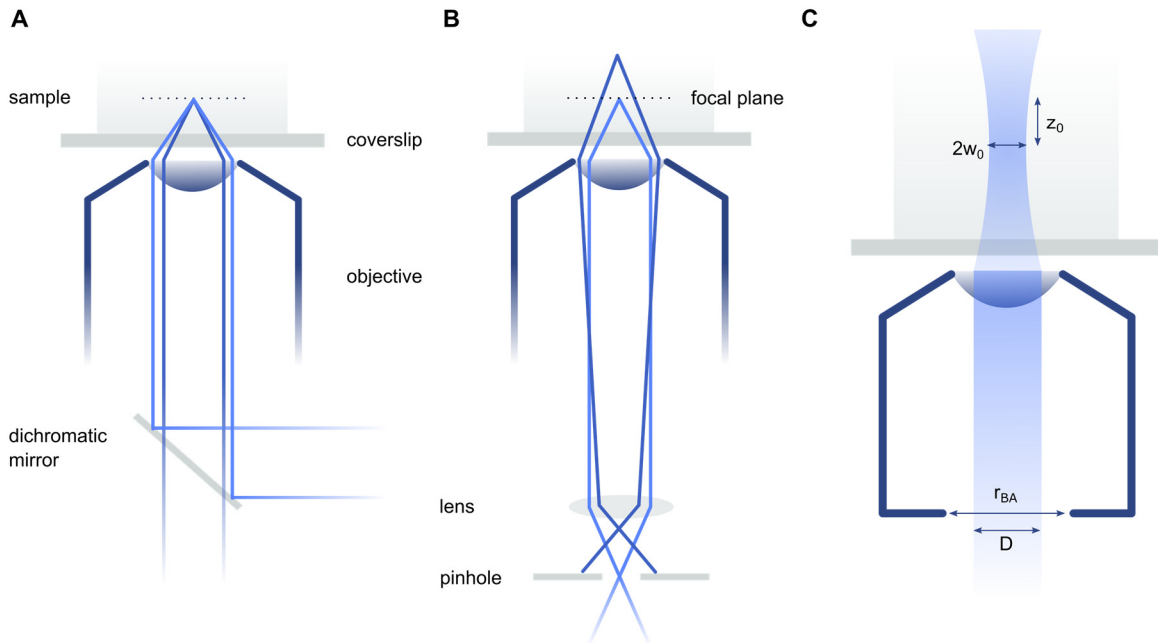 A
B
C
sample
focal plane
coverslip
z0
2w0
objective
dichromatic
mirror
lens
rBA
D
pinhole